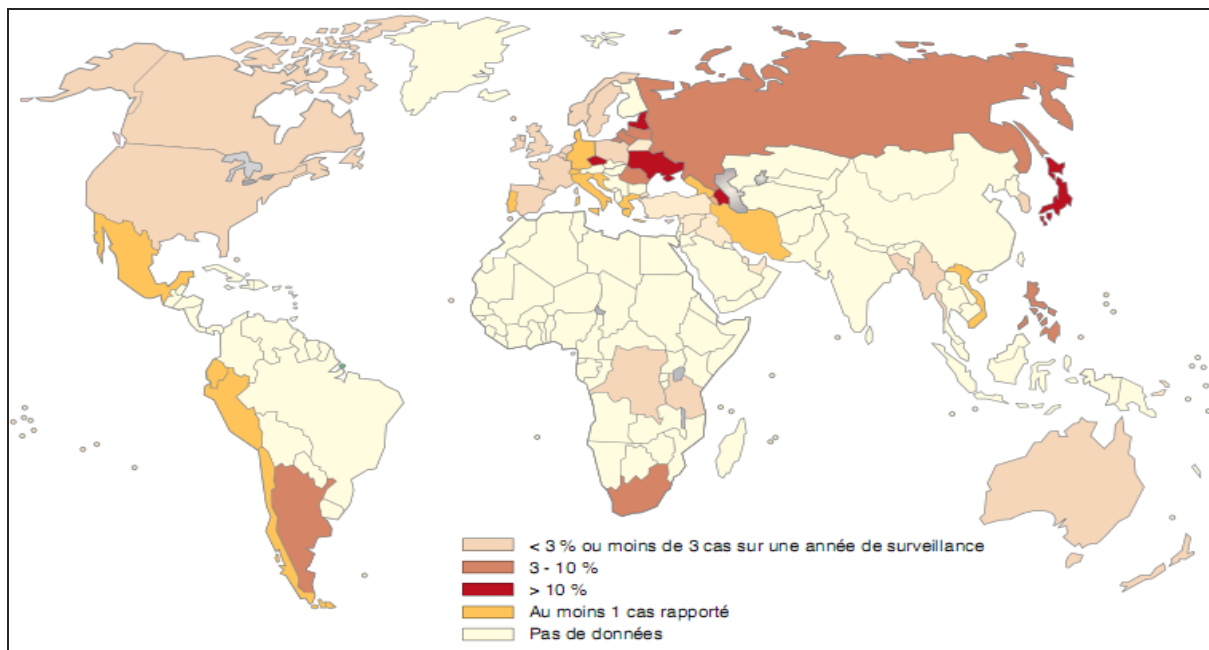 < 3 % ou moins de 3 cas sur une année de surveillance
3 - 10 %
> 10 %
Au moins 1 cas rapporté
Pas de données